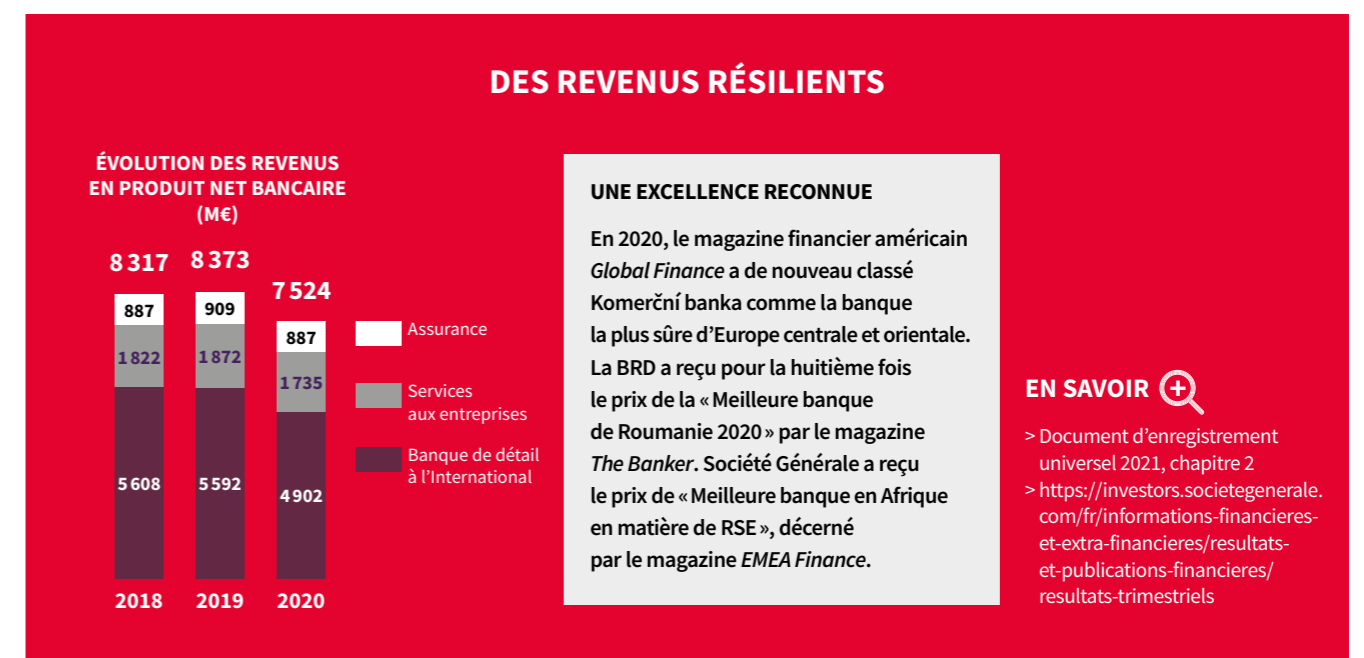 DES REVENUS RÉSILIENTS
ÉVOLUTION DES REVENUS
EN PRODUIT NET BANCAIRE
(M€)
8 317
8 373
7 524
887
909
887
1 822
1 872
1 735
5 608
5 592
4 902
2018
2019
2020
Assurance
Services
aux entreprises
Banque de détail
à l’International
UNE EXCELLENCE RECONNUE
En 2020, le magazine financier américain
Global Finance a de nouveau classé
Komerční banka comme la banque
la plus sûre d’Europe centrale et orientale.
La BRD a reçu pour la huitième fois
le prix de la « Meilleure banque
de Roumanie 2020 » par le magazine
The Banker. Société Générale a reçu
le prix de « Meilleure banque en Afrique
en matière de RSE », décerné
par le magazine EMEA Finance.
EN SAVOIR
> Document d’enregistrement
universel 2021, chapitre 2
> https://investors.societegenerale.
com/fr/informations-financieres-
et-extra-financieres/resultats-
et-publications-financieres/
resultats-trimestriels